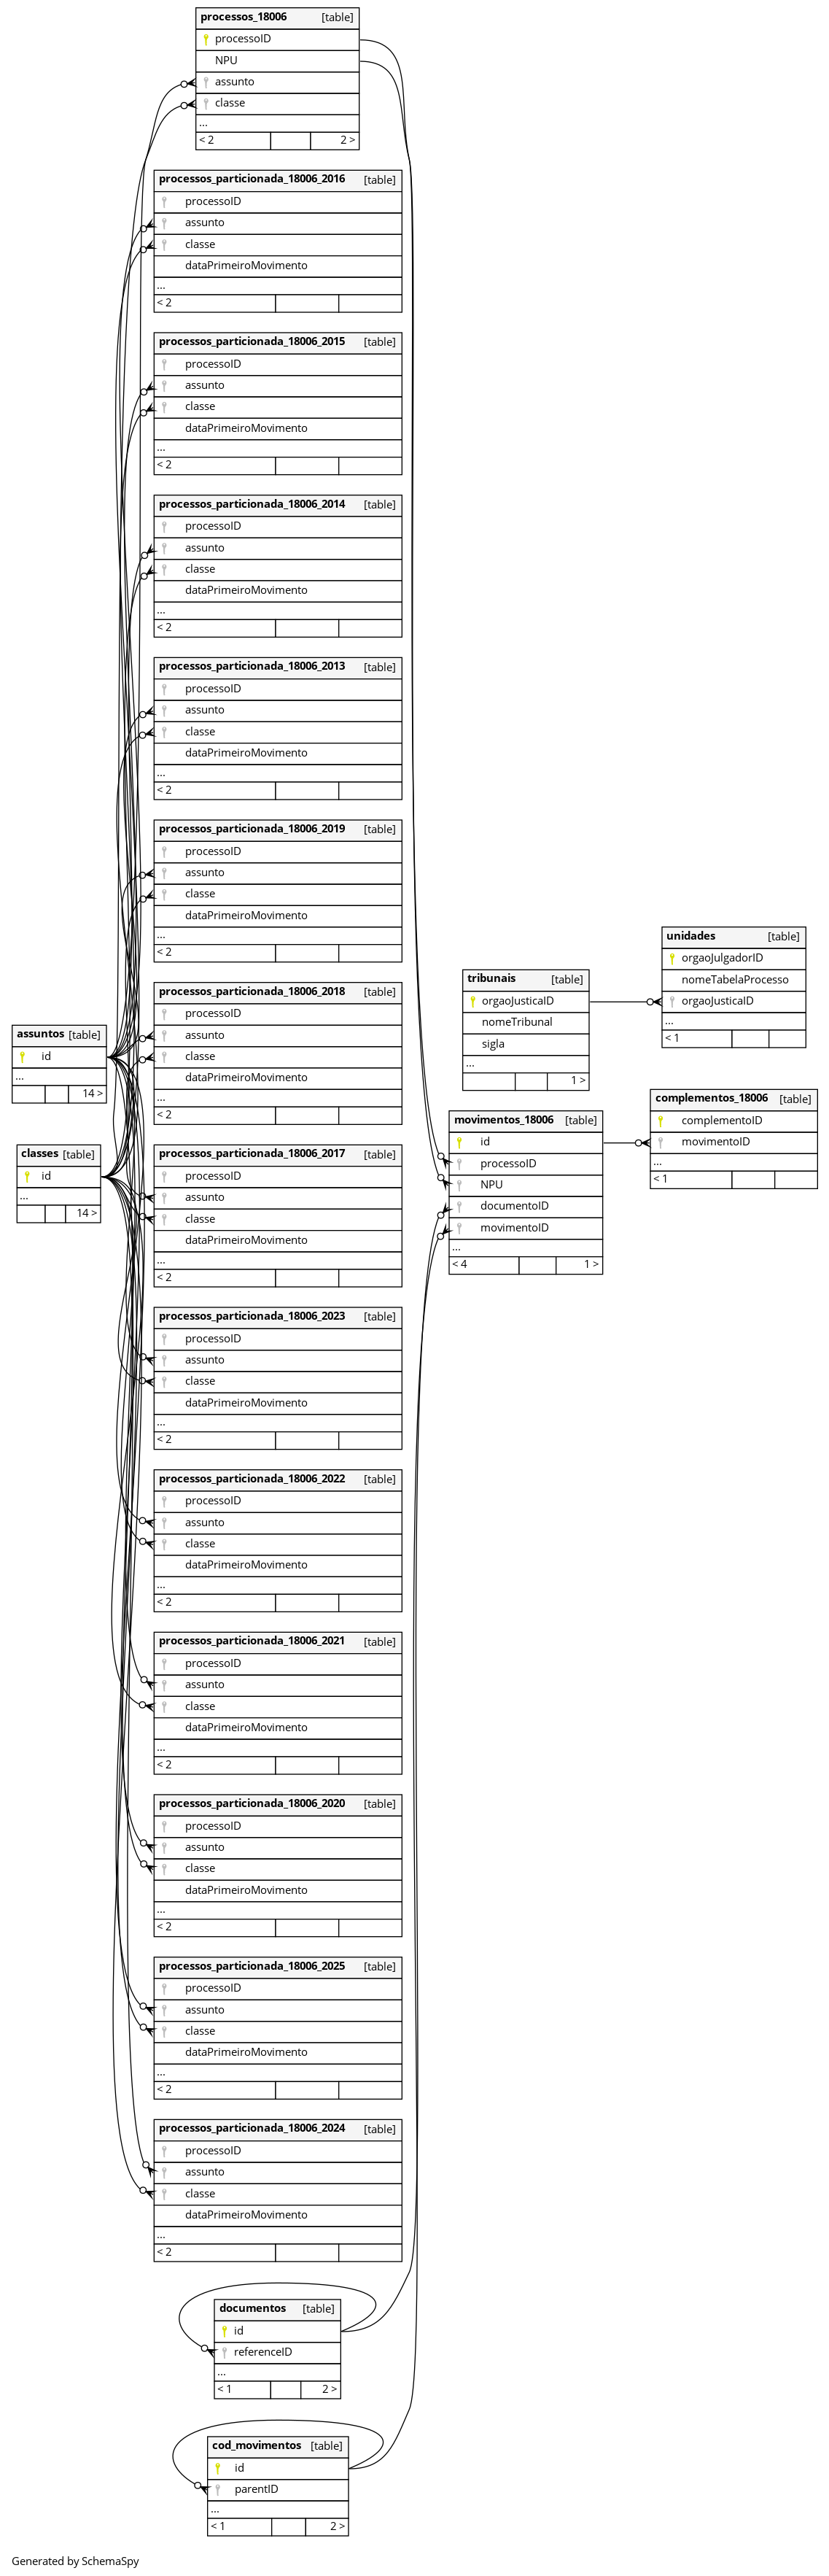 processos_18006 [table]
processoID
NPU
assunto
classe
...
< 2 2 >
processos_particionada_18006_2016 [table]
processoID
assunto
classe
dataPrimeiroMovimento
...
< 2
processos_particionada_18006_2015 [table]
processoID
assunto
classe
dataPrimeiroMovimento
...
< 2
processos_particionada_18006_2014 [table]
processoID
assunto
classe
dataPrimeiroMovimento
...
< 2
processos_particionada_18006_2013 [table]
processoID
assunto
classe
dataPrimeiroMovimento
...
< 2
processos_particionada_18006_2019 [table]
processoID
assunto
classe
dataPrimeiroMovimento
...
< 2
processos_particionada_18006_2018 [table]
processoID
assunto
classe
dataPrimeiroMovimento
...
< 2
processos_particionada_18006_2017 [table]
processoID
assunto
classe
dataPrimeiroMovimento
...
< 2
processos_particionada_18006_2023 [table]
processoID
assunto
classe
dataPrimeiroMovimento
...
< 2
processos_particionada_18006_2022 [table]
processoID
assunto
classe
dataPrimeiroMovimento
...
< 2
processos_particionada_18006_2021 [table]
processoID
assunto
classe
dataPrimeiroMovimento
...
< 2
processos_particionada_18006_2020 [table]
processoID
assunto
classe
dataPrimeiroMovimento
...
< 2
processos_particionada_18006_2025 [table]
processoID
assunto
classe
dataPrimeiroMovimento
...
< 2
processos_particionada_18006_2024 [table]
processoID
assunto
classe
dataPrimeiroMovimento
...
< 2
assuntos [table]
id
...
14 >
classes [table]
id
...
14 >
documentos [table]
id
referenceID
...
< 1 2 >
cod_movimentos [table]
id
parentID
...
< 1 2 >
tribunais [table]
orgaoJusticaID
nomeTribunal
sigla
...
1 >
movimentos_18006 [table]
id
processoID
NPU
documentoID
movimentoID
...
< 4 1 >
unidades [table]
orgaoJulgadorID
nomeTabelaProcesso
orgaoJusticaID
...
< 1
complementos_18006 [table]
complementoID
movimentoID
...
< 1
Generated by SchemaSpy